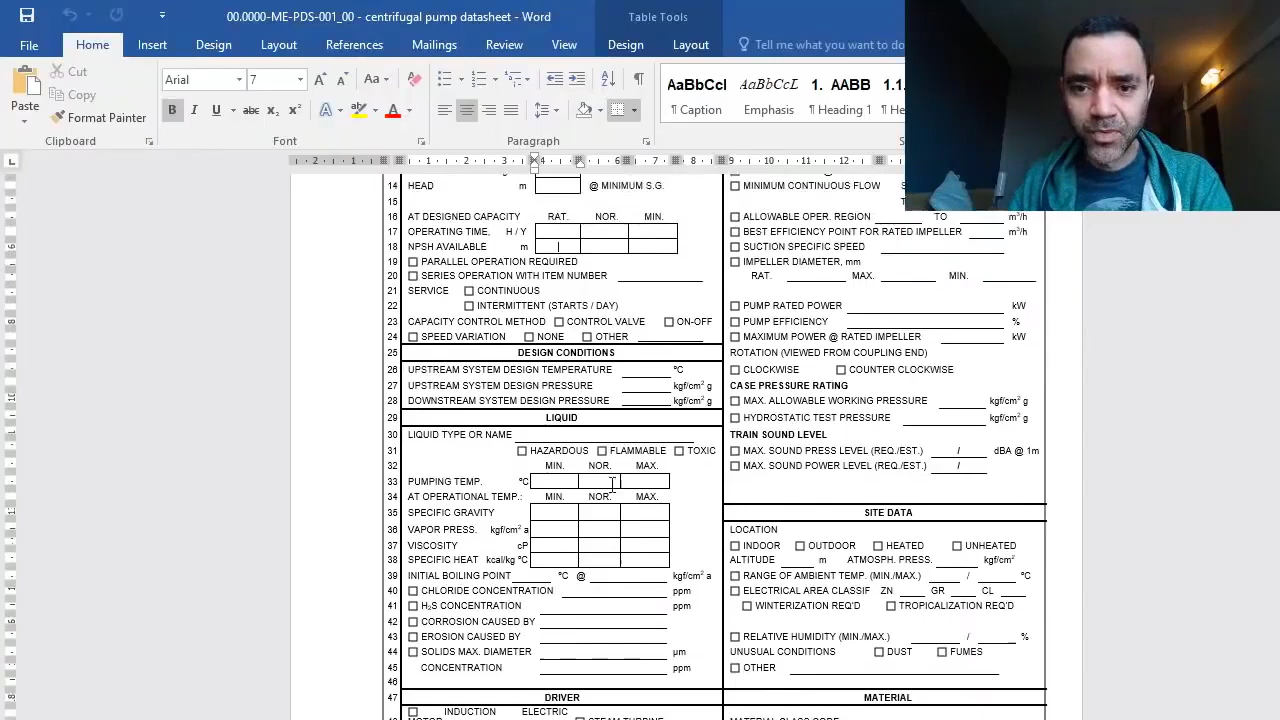 00.0000-ME-PDS-001_00 - centrifugal pump datasheet - Word
Table Tools
File Home Insert Design Layout References Mailings Review View Design Layout Tell me what you want to do
Paste
Cut
Copy
Format Painter
Clipboard
Arial 7
Font
Paragraph
AaBbCcl AaBbCcL 1. AABB 1.1.
¶ Caption Emphasis ¶ Heading 1 ¶ He
14 HEAD m @ MINIMUM S.G.
15
16 AT DESIGNED CAPACITY RAT. NOR. MIN.
17 OPERATING TIME, H / Y
18 NPSH AVAILABLE m
19 PARALLEL OPERATION REQUIRED
20 SERIES OPERATION WITH ITEM NUMBER
21 SERVICE CONTINUOUS
22 INTERMITTENT (STARTS / DAY)
23 CAPACITY CONTROL METHOD CONTROL VALVE ON-OFF
24 SPEED VARIATION NONE OTHER
25 DESIGN CONDITIONS
26 UPSTREAM SYSTEM DESIGN TEMPERATURE ºC
27 UPSTREAM SYSTEM DESIGN PRESSURE kgf/cm² g
28 DOWNSTREAM SYSTEM DESIGN PRESSURE kgf/cm² g
29 LIQUID
30 LIQUID TYPE OR NAME
31 HAZARDOUS FLAMMABLE TOXIC
32 MIN. NOR. MAX.
33 PUMPING TEMP. ºC
34 AT OPERATIONAL TEMP.: MIN. NOR. MAX.
35 SPECIFIC GRAVITY
36 VAPOR PRESS. kgf/cm² a
37 VISCOSITY cP
38 SPECIFIC HEAT kcal/kg ºC
39 INITIAL BOILING POINT ºC @ kgf/cm² a
40 CHLORIDE CONCENTRATION ppm
41 H₂S CONCENTRATION ppm
42 CORROSION CAUSED BY
43 EROSION CAUSED BY
44 SOLIDS MAX. DIAMETER µm
45 CONCENTRATION ppm
46
47 DRIVER
INDUCTION ELECTRIC
MINIMUM CONTINUOUS FLOW
ALLOWABLE OPER. REGION TO m³/h
BEST EFFICIENCY POINT FOR RATED IMPELLER m³/h
SUCTION SPECIFIC SPEED
IMPELLER DIAMETER, mm
RAT. MAX. MIN.
PUMP RATED POWER kW
PUMP EFFICIENCY %
MAXIMUM POWER @ RATED IMPELLER kW
ROTATION (VIEWED FROM COUPLING END)
CLOCKWISE COUNTER CLOCKWISE
CASE PRESSURE RATING
MAX. ALLOWABLE WORKING PRESSURE kgf/cm² g
HYDROSTATIC TEST PRESSURE kgf/cm² g
TRAIN SOUND LEVEL
MAX. SOUND PRESS LEVEL (REQ./EST.) / dBA @ 1m
MAX. SOUND POWER LEVEL (REQ./EST.) /
SITE DATA
LOCATION
INDOOR OUTDOOR HEATED UNHEATED
ALTITUDE m ATMOSPH. PRESS. kgf/cm²
RANGE OF AMBIENT TEMP. (MIN./MAX.) / ºC
ELECTRICAL AREA CLASSIF ZN GR CL
WINTERIZATION REQ'D TROPICALIZATION REQ'D
RELATIVE HUMIDITY (MIN./MAX.) / %
UNUSUAL CONDITIONS DUST FUMES
OTHER
MATERIAL